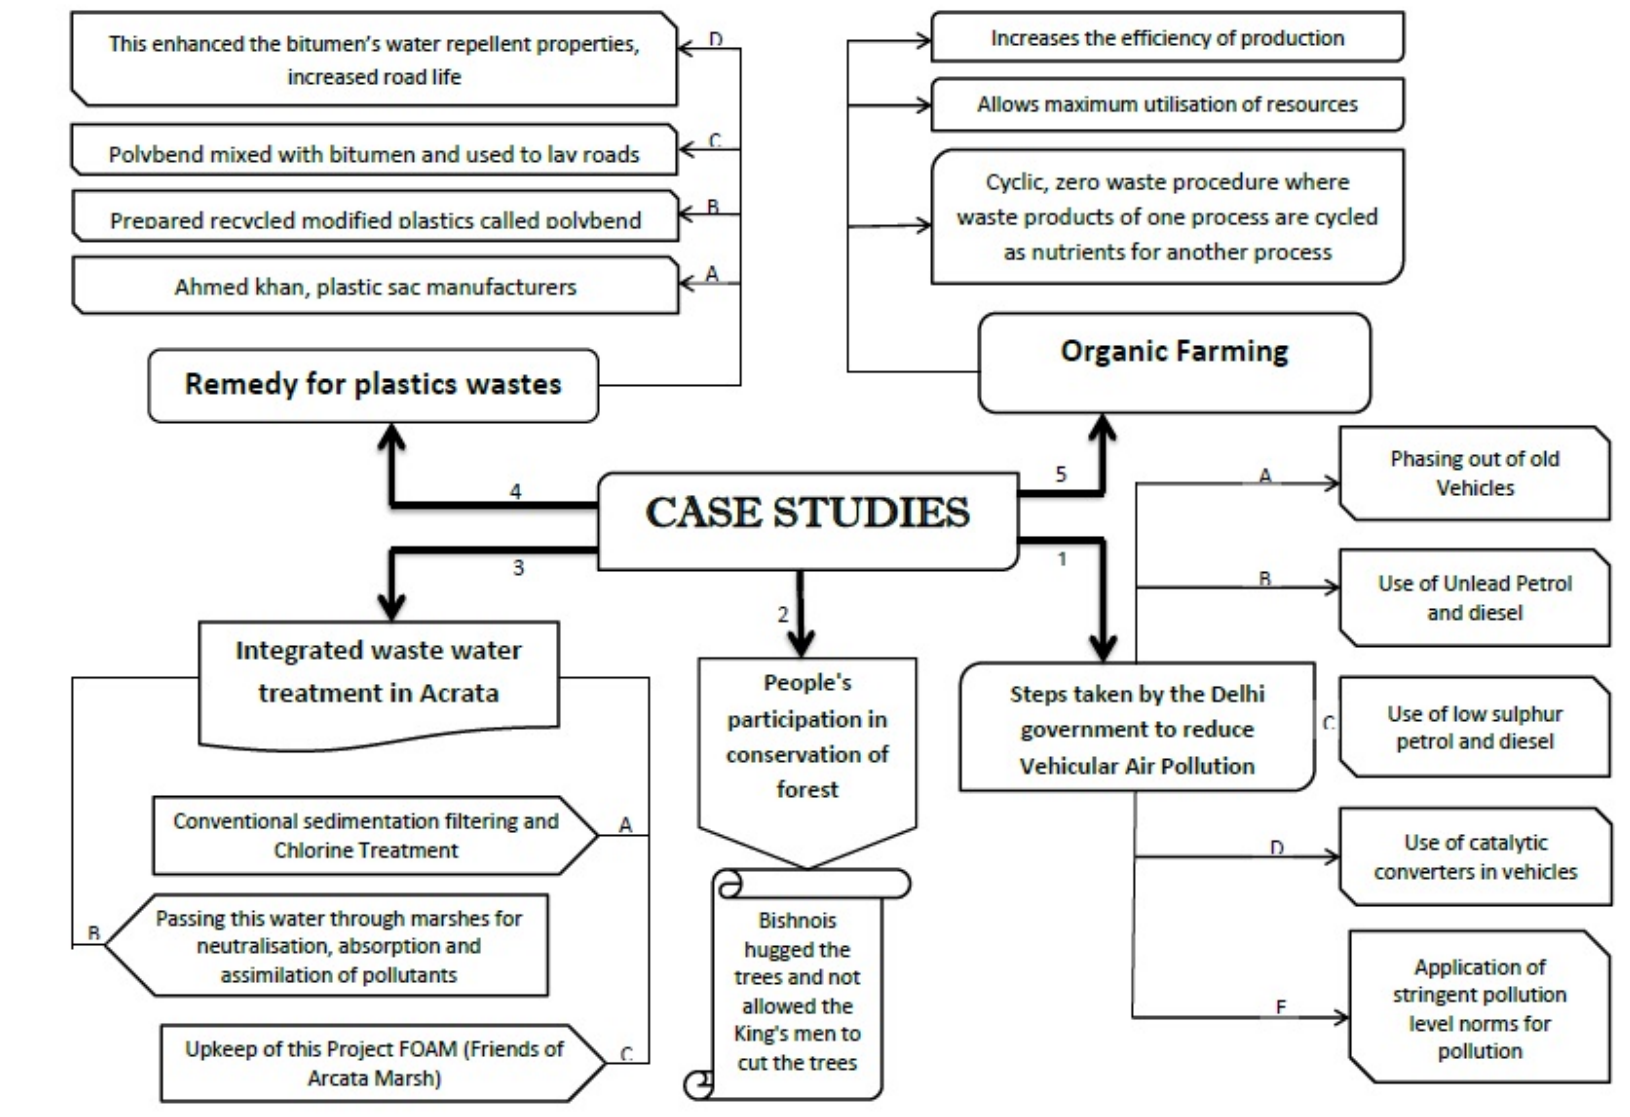 This enhanced the bitumen's water repellent properties,
increased road life
D
Polybend mixed with bitumen and used to lay roads
C
Prepared recycled modified plastics called polybend
B
Ahmed khan, plastic sac manufacturers
A
Remedy for plastics wastes
Increases the efficiency of production
Allows maximum utilisation of resources
Cyclic, zero waste procedure where
waste products of one process are cycled
as nutrients for another process
Organic Farming
CASE STUDIES
4
5
3
1
2
A
Phasing out of old
Vehicles
B
Use of Unlead Petrol
and diesel
Steps taken by the Delhi
government to reduce
Vehicular Air Pollution
C
Use of low sulphur
petrol and diesel
D
Use of catalytic
converters in vehicles
Application of
stringent pollution
level norms for
pollution
People's
participation in
conservation of
forest
Bishnois
hugged the
trees and not
allowed the
King's men to
cut the trees
Integrated waste water
treatment in Acrata
Conventional sedimentation filtering and
Chlorine Treatment
A
B
Passing this water through marshes for
neutralisation, absorption and
assimilation of pollutants
Upkeep of this Project FOAM (Friends of
Arcata Marsh)
C